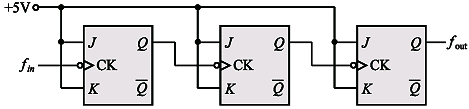 +5V
J Q J Q J Q
f_in CK CK CK f_out
K Q̅ K Q̅ K Q̅